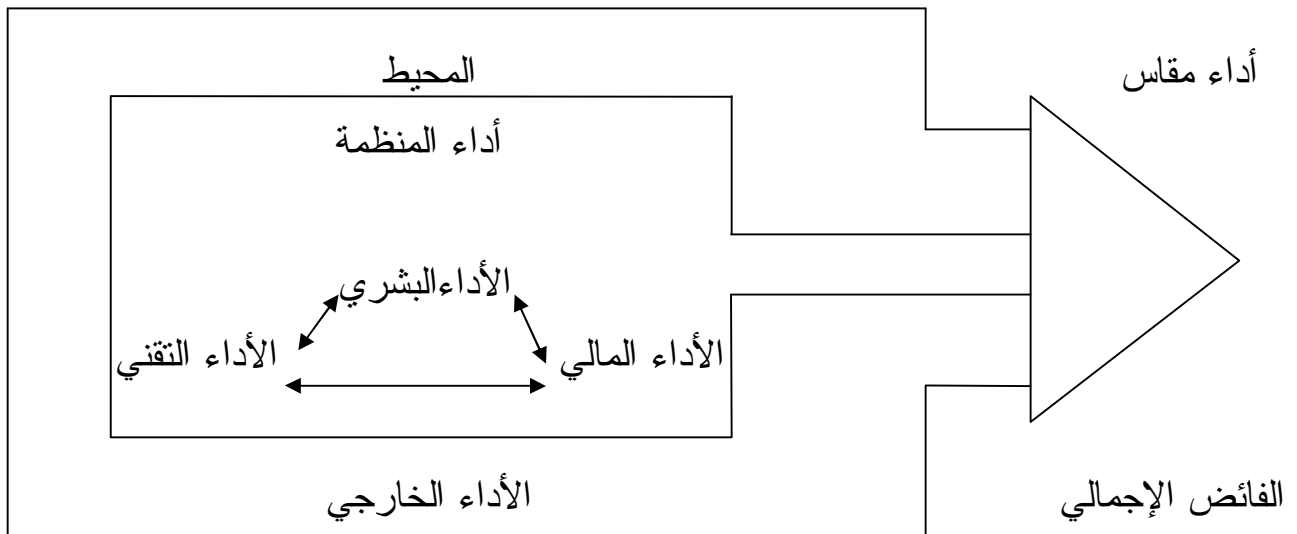 المحيط
أداء مقاس
أداء المنظمة
الأداءالبشري
الأداء المالي
الأداء التقني
الأداء الخارجي
الفائض الإجمالي